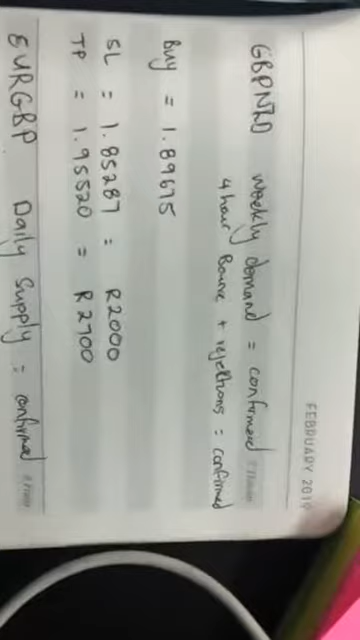 FEBRUARY 2019
GBPNZD Weekly demand = confirmed
4 hour Bounce + rejections = confirmed
Buy = 1.89675
SL = 1.85287 = R2000
TP = 1.95520 = R2700
EURGBP Daily Supply = confirmed